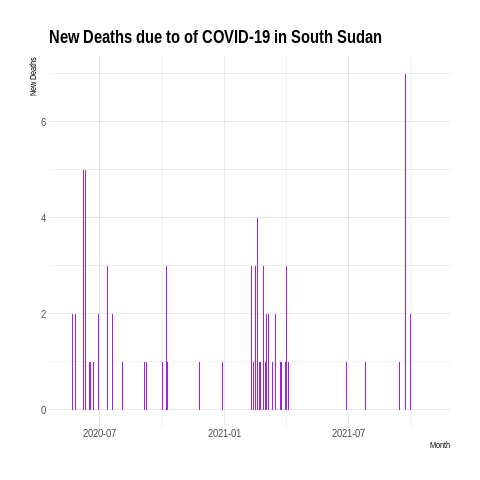 New Deaths due to of COVID-19 in South Sudan
New Deaths
6
4
2
0
2020-07 2021-01 2021-07
Month